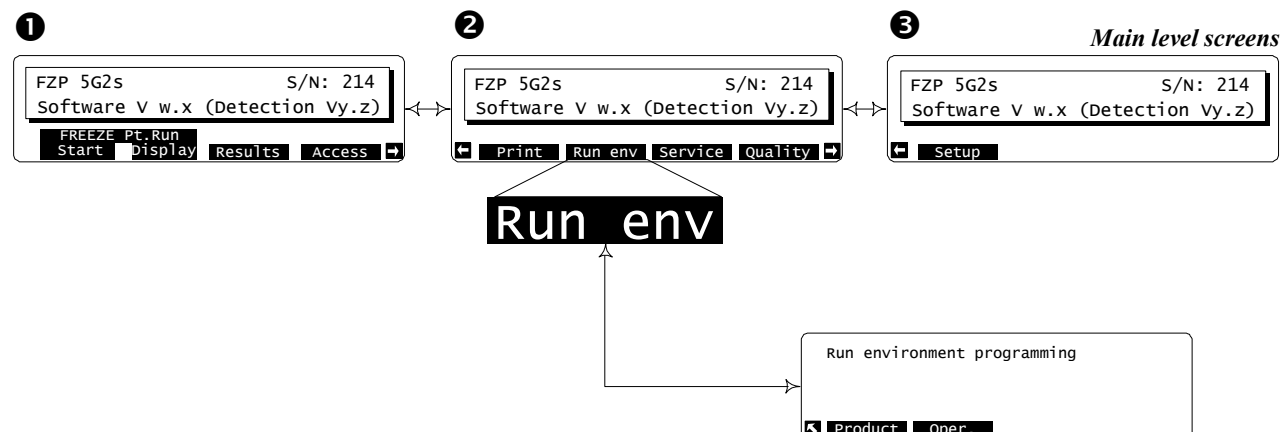 ❶ ❷ ❸
Main level screens
FZP 5G2s S/N: 214
Software V w.x (Detection Vy.z)
FREEZE Pt.Run
Start Display Results Access ➡
FZP 5G2s S/N: 214
Software V w.x (Detection Vy.z)
⬅ Print Run env Service Quality ➡
FZP 5G2s S/N: 214
Software V w.x (Detection Vy.z)
⬅ Setup
Run env
Run environment programming
Product Oper.